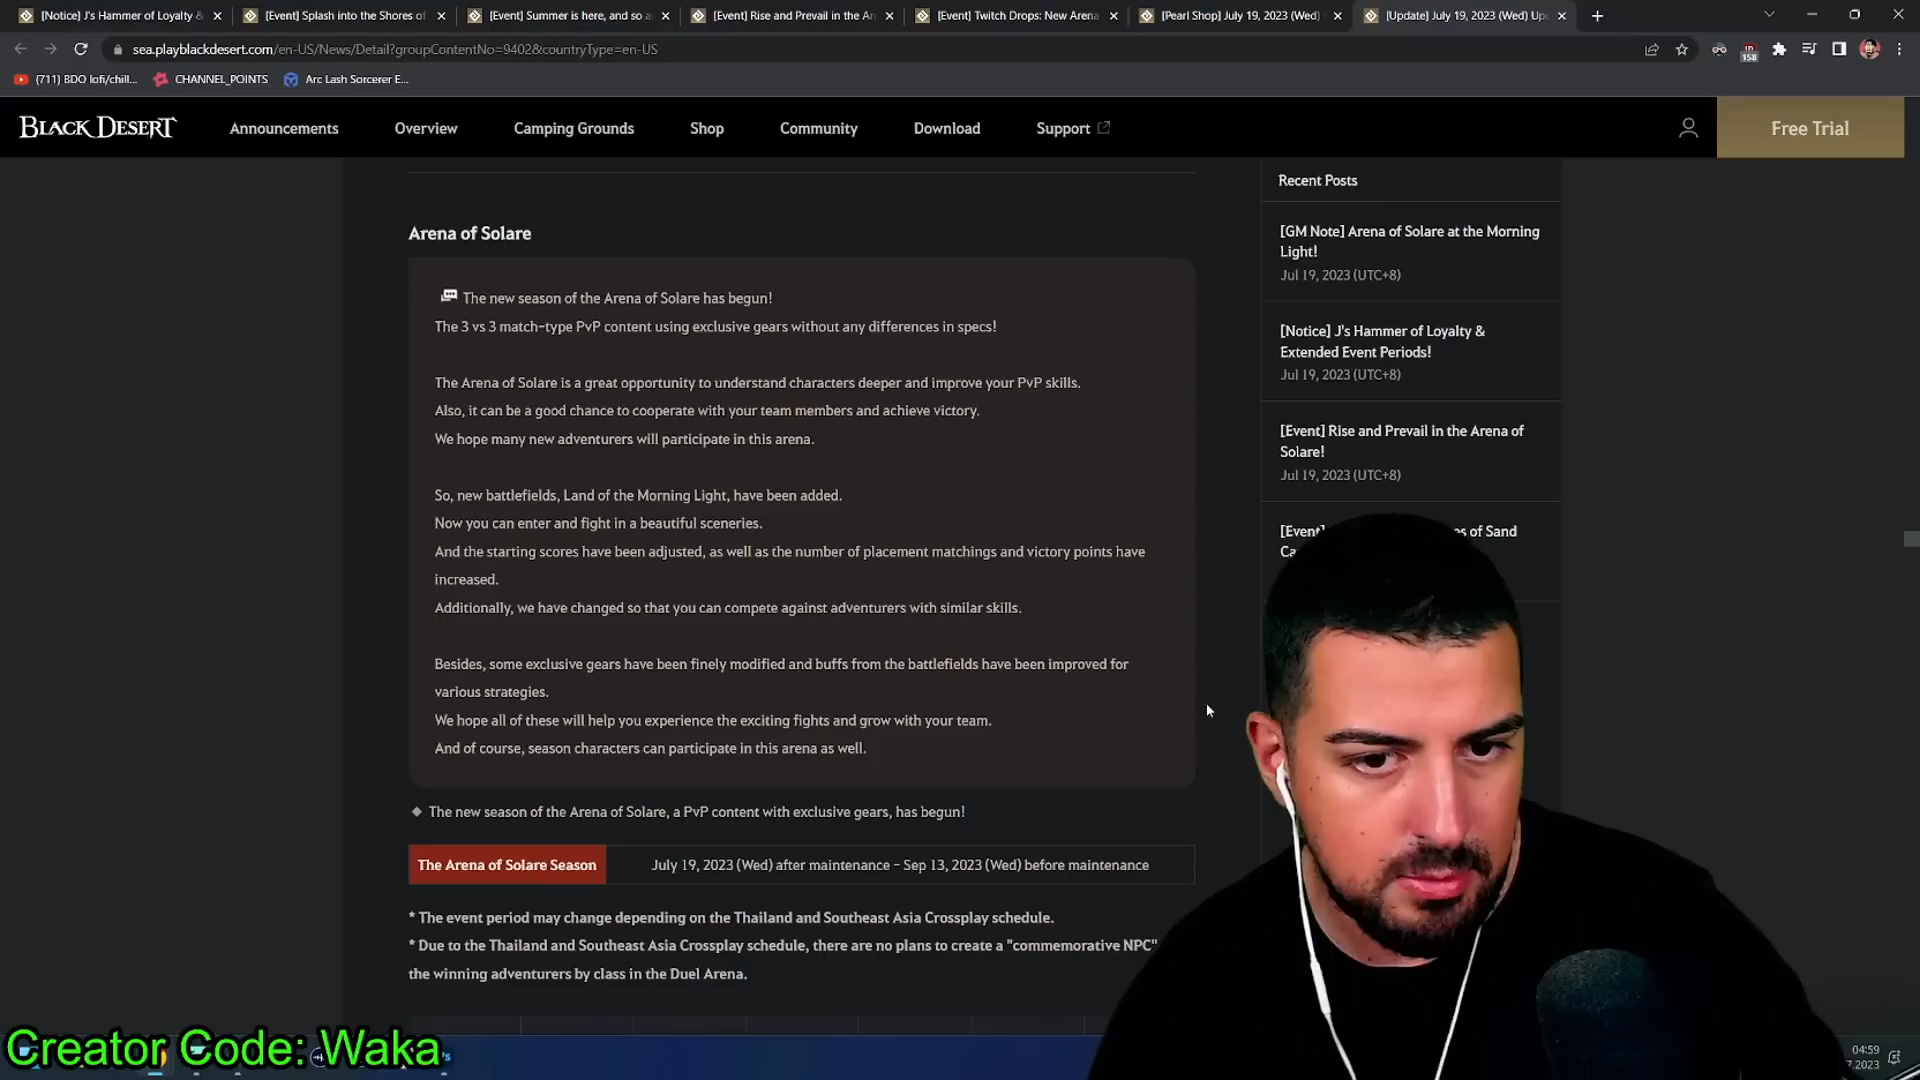 [Notice] J's Hammer of Loyalty &
[Event] Splash into the Shores of
[Event] Summer is here, and so a
[Event] Rise and Prevail in the Ar
[Event] Twitch Drops: New Arena
[Pearl Shop] July 19, 2023 (Wed)
[Update] July 19, 2023 (Wed) Up
sea.playblackdesert.com/en-US/News/Detail?groupContentNo=9402&countryType=en-US
158
(711) BDO lofi/chill...
CHANNEL_POINTS
Arc Lash Sorcerer E...
BLACK DESERT
Announcements
Overview
Camping Grounds
Shop
Community
Download
Support
Free Trial
Arena of Solare
The new season of the Arena of Solare has begun!
The 3 vs 3 match-type PvP content using exclusive gears without any differences in specs!
The Arena of Solare is a great opportunity to understand characters deeper and improve your PvP skills.
Also, it can be a good chance to cooperate with your team members and achieve victory.
We hope many new adventurers will participate in this arena.
So, new battlefields, Land of the Morning Light, have been added.
Now you can enter and fight in a beautiful sceneries.
And the starting scores have been adjusted, as well as the number of placement matchings and victory points have
increased.
Additionally, we have changed so that you can compete against adventurers with similar skills.
Besides, some exclusive gears have been finely modified and buffs from the battlefields have been improved for
various strategies.
We hope all of these will help you experience the exciting fights and grow with your team.
And of course, season characters can participate in this arena as well.
◆ The new season of the Arena of Solare, a PvP content with exclusive gears, has begun!
The Arena of Solare Season
July 19, 2023 (Wed) after maintenance – Sep 13, 2023 (Wed) before maintenance
* The event period may change depending on the Thailand and Southeast Asia Crossplay schedule.
* Due to the Thailand and Southeast Asia Crossplay schedule, there are no plans to create a "commemorative NPC"
the winning adventurers by class in the Duel Arena.
Recent Posts
[GM Note] Arena of Solare at the Morning
Light!
Jul 19, 2023 (UTC+8)
[Notice] J's Hammer of Loyalty &
Extended Event Periods!
Jul 19, 2023 (UTC+8)
[Event] Rise and Prevail in the Arena of
Solare!
Jul 19, 2023 (UTC+8)
[Event] es of Sand
Ca
Creator Code: Waka
04:59
7.2023